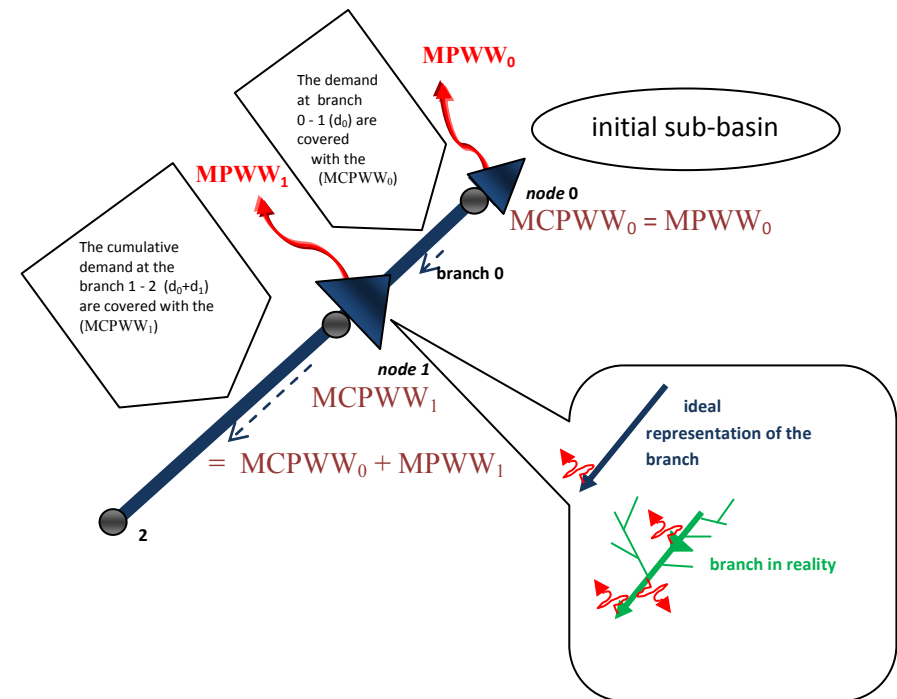 MPWW₀
The demand
at branch
0 - 1 (d₀) are
covered
with the
(MCPWW₀)
initial sub-basin
MPWW₁
node 0
MCPWW₀ = MPWW₀
The cumulative
demand at the
branch 1 - 2 (d₀+d₁)
are covered with the
(MCPWW₁)
branch 0
node 1
MCPWW₁
= MCPWW₀ + MPWW₁
2
ideal
representation of the
branch
branch in reality